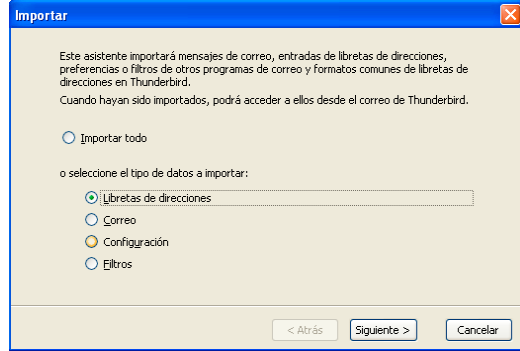 Importar
Este asistente importará mensajes de correo, entradas de libretas de direcciones,
preferencias o filtros de otros programas de correo y formatos comunes de libretas de
direcciones en Thunderbird.
Cuando hayan sido importados, podrá acceder a ellos desde el correo de Thunderbird.
Importar todo
o seleccione el tipo de datos a importar:
Libretas de direcciones
Correo
Configuración
Filtros
< Atrás
Siguiente >
Cancelar